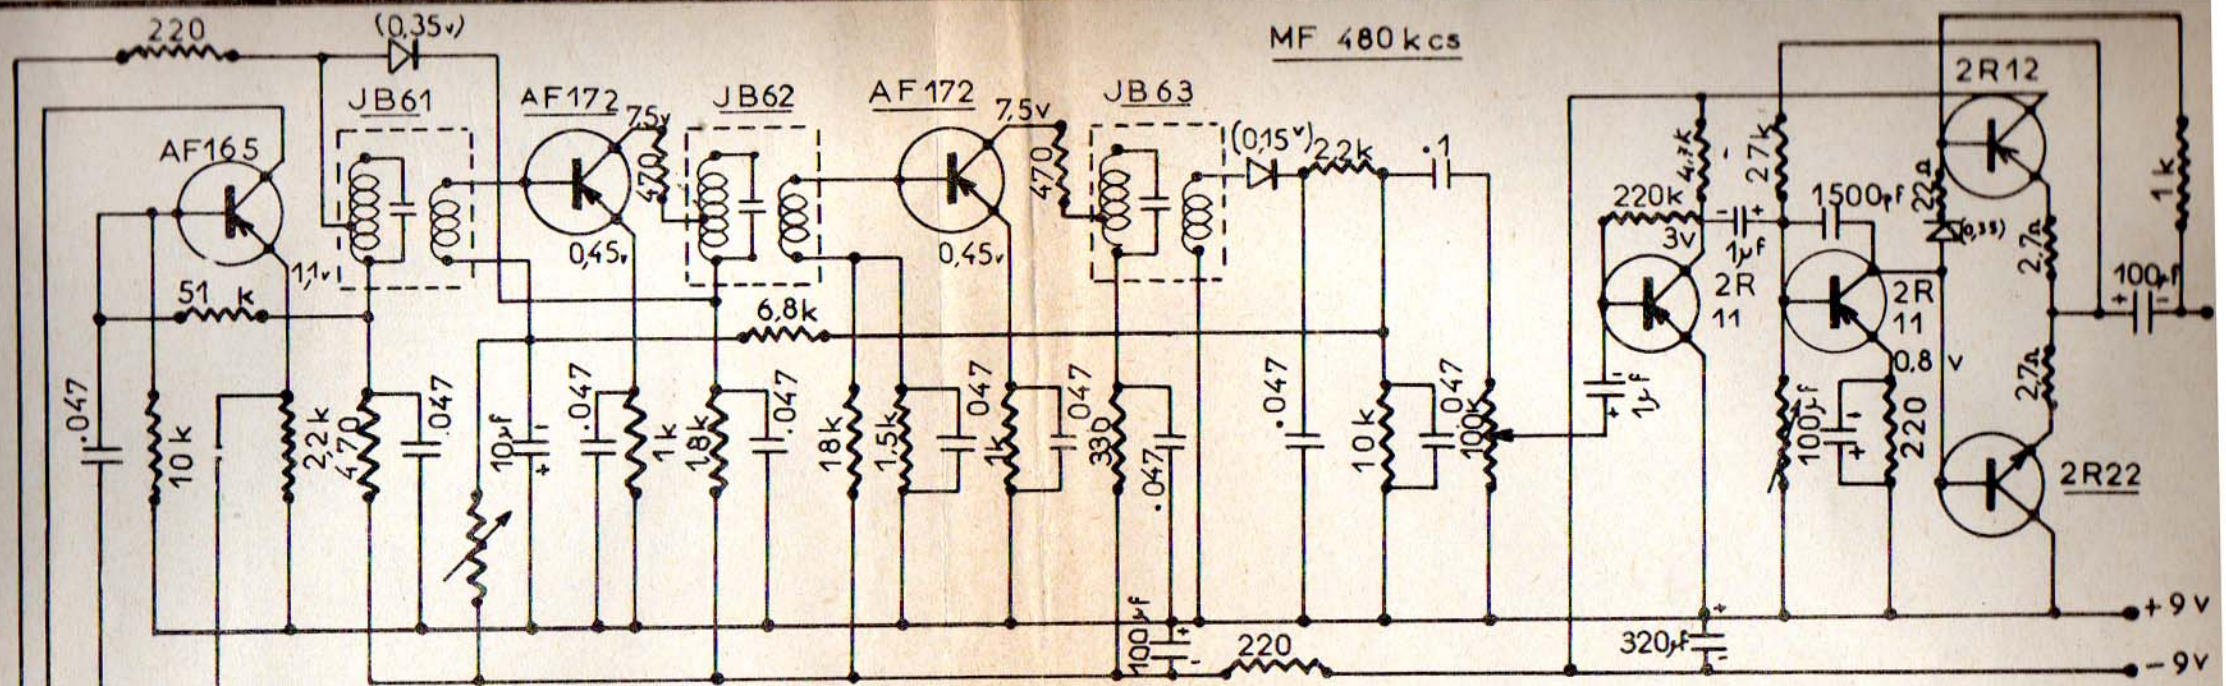 220
(0,35v)
MF 480 kcs
JB61
AF172
7,5v
JB62
AF172
7,5v
JB63
2R12
AF165
470
470
(0,15v)
2,2k
.1
4,7k
27k
22Ω
1k
220k
1500pf
3v
1µf
(0,35)
2,7Ω
1,1v
0,45v
0,45v
51 k
6,8k
2R
11
2R
11
100µf
+
-
0,8 v
2,7Ω
.047
10k
2,2k
470
.047
10µf
.047
1k
1,8k
.047
18k
1,5k
047
1k
047
330
.047
.047
10k
.047
100k
1µf
100µf
220
2R22
100µf
220
320µf
+9v
-9v